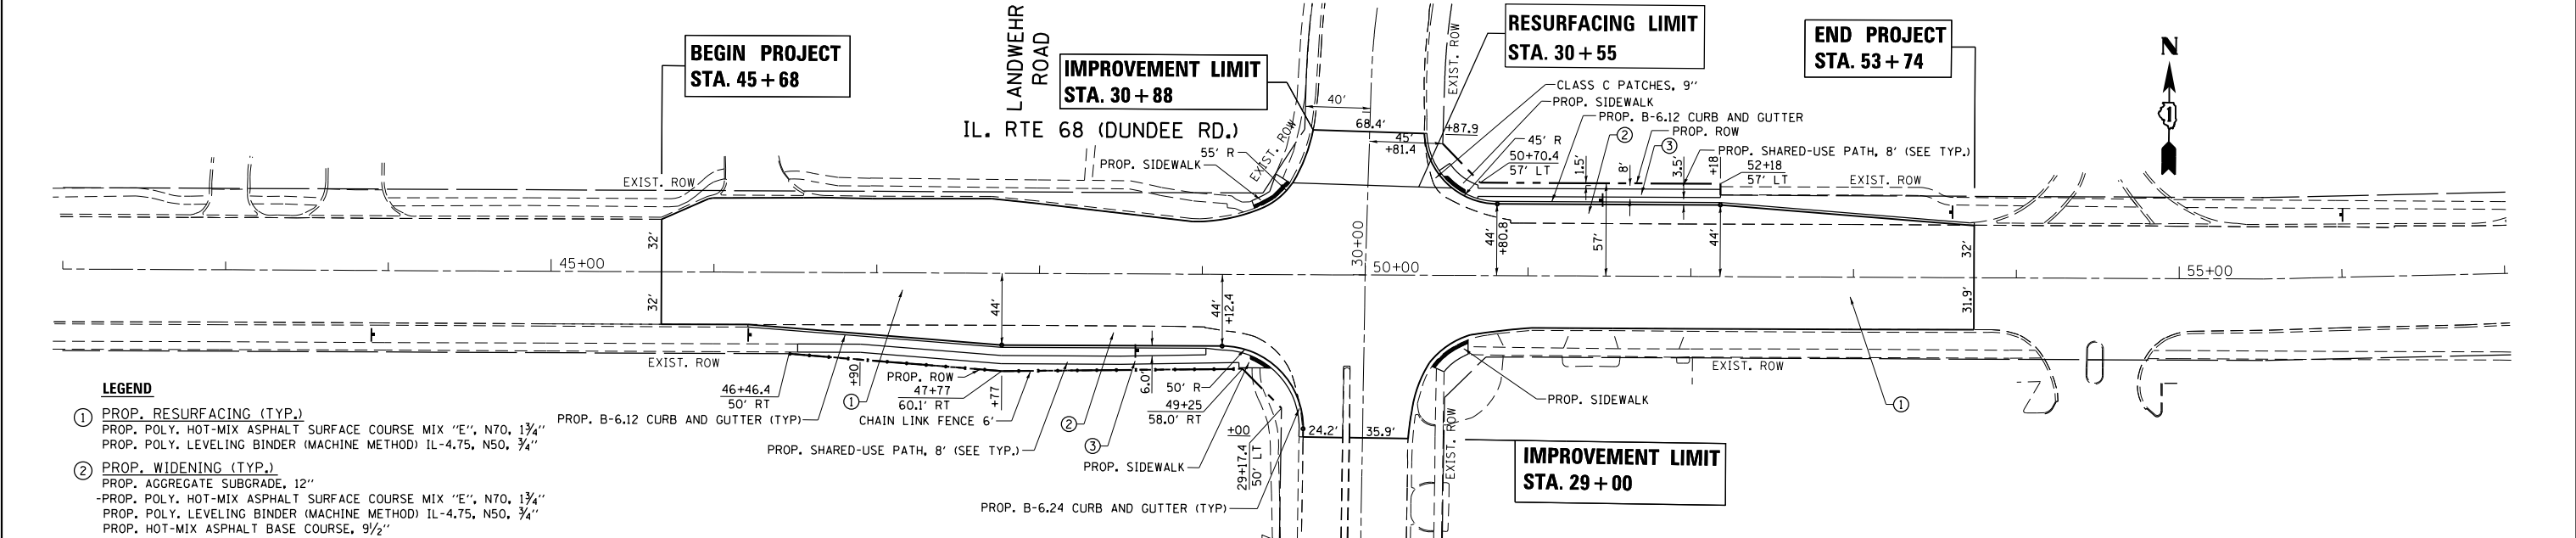 BEGIN PROJECT
STA. 45+68
LANDWEHR
ROAD
IL. RTE 68 (DUNDEE RD.)
IMPROVEMENT LIMIT
STA. 30+88
RESURFACING LIMIT
STA. 30+55
END PROJECT
STA. 53+74
N
1
40'
68.4'
45'
+81.4
+87.9
EXIST. ROW
EXIST. ROW
55' R
PROP. SIDEWALK
CLASS C PATCHES, 9"
PROP. SIDEWALK
PROP. B-6.12 CURB AND GUTTER
2
PROP. ROW
3
PROP. SHARED-USE PATH, 8' (SEE TYP.)
45' R
50+70.4
57' LT
1.5'
8'
3.5'
+18
52+18
57' LT
EXIST. ROW
EXIST. ROW
32'
32'
45+00
30+00
50+00
55+00
44'
44'
+12.4
44'
+80.8
57'
44'
32'
31.9'
EXIST. ROW
46+46.4
50' RT
+90
1
PROP. ROW
47+77
60.1' RT
+77
6.0'
PROP. B-6.12 CURB AND GUTTER (TYP)
CHAIN LINK FENCE 6'
2
3
PROP. SHARED-USE PATH, 8' (SEE TYP.)
50' R
49+25
58.0' RT
PROP. SIDEWALK
+00
29+17.4
50' LT
24.2'
35.9'
PROP. B-6.24 CURB AND GUTTER (TYP)
EXIST. ROW
PROP. SIDEWALK
EXIST. ROW
1
IMPROVEMENT LIMIT
STA. 29+00
LEGEND
1 PROP. RESURFACING (TYP.)
PROP. POLY. HOT-MIX ASPHALT SURFACE COURSE MIX "E", N70, 1¾"
PROP. POLY. LEVELING BINDER (MACHINE METHOD) IL-4.75, N50, ¾"
2 PROP. WIDENING (TYP.)
PROP. AGGREGATE SUBGRADE, 12"
-PROP. POLY. HOT-MIX ASPHALT SURFACE COURSE MIX "E", N70, 1¾"
PROP. POLY. LEVELING BINDER (MACHINE METHOD) IL-4.75, N50, ¾"
PROP. HOT-MIX ASPHALT BASE COURSE, 9½"